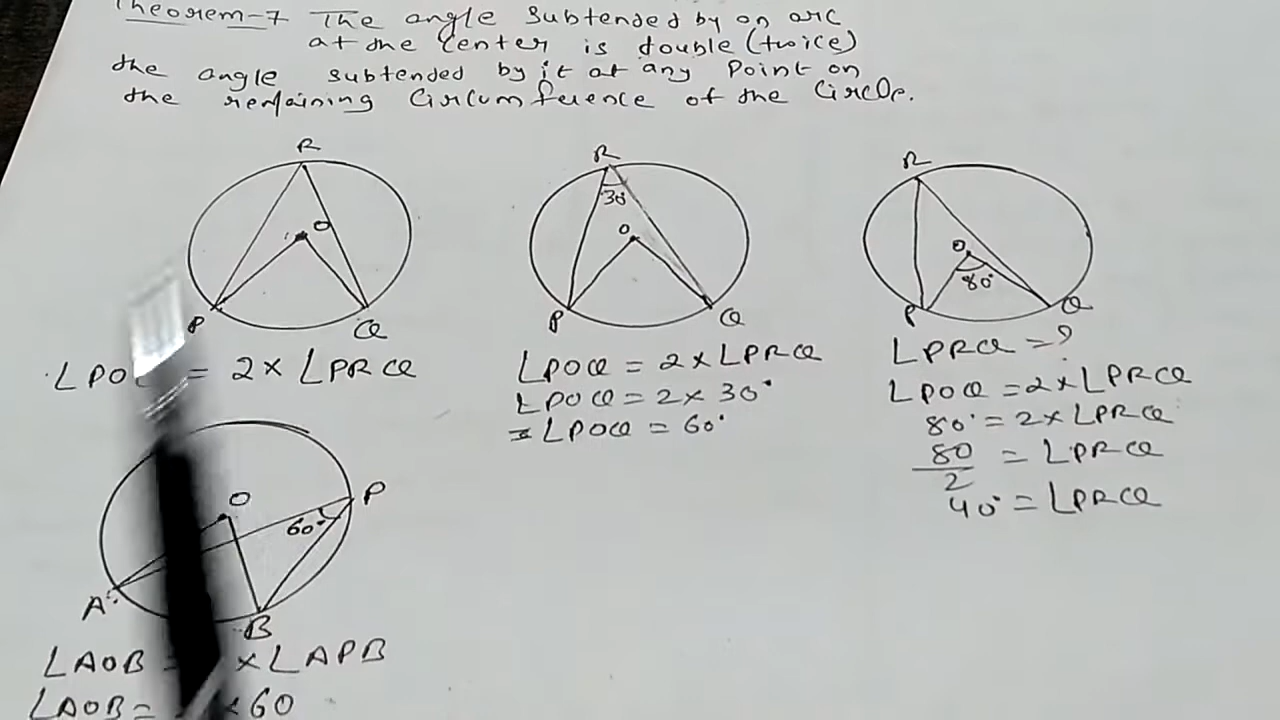 Theorem-7 The angle subtended by an arc
at the center is double (twice)
the angle subtended by it at any Point on
the remaining Circumference of the Circle.
R
O
P
Q
R
30°
O
P
Q
R
O
80°
P
Q
∠PO = 2 × ∠PRQ
∠POQ = 2 × ∠PRQ
∠POQ = 2 × 30°
∠POQ = 60°
∠PRQ = ?
∠POQ = 2 × ∠PRQ
80° = 2 × ∠PRQ
80/2 = ∠PRQ
40° = ∠PRQ
O
P
60°
A
B
∠AOB = × ∠APB
∠AOB = × 60